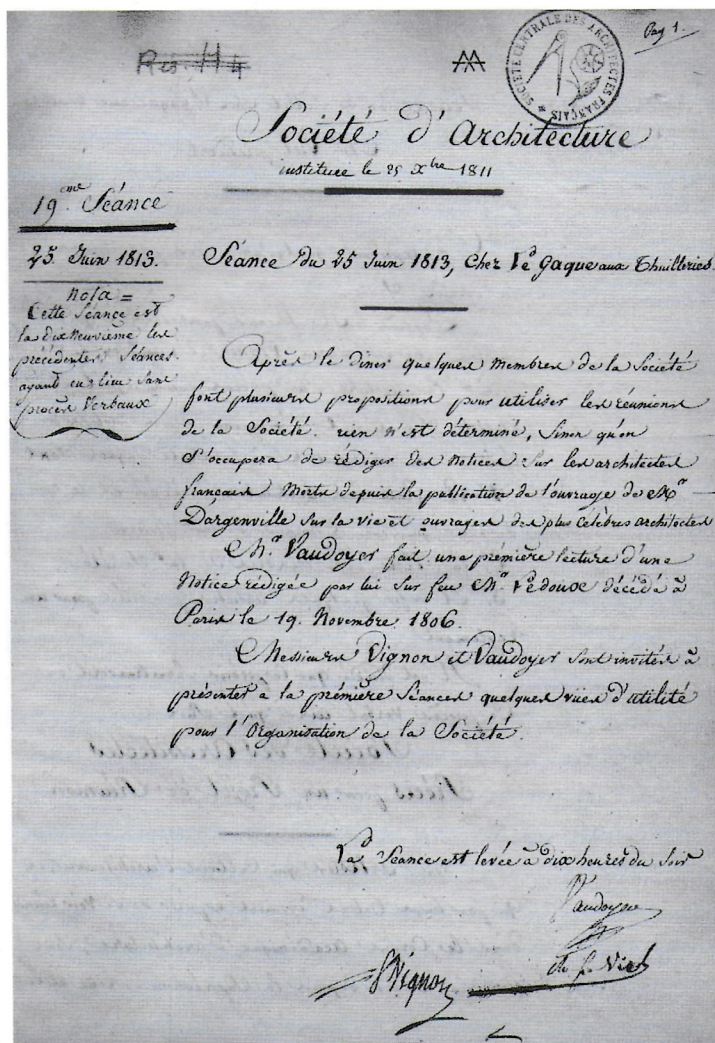 Pag 1.
SOCIÉTÉ CENTRALE DES ARCHITECTES FRANÇAIS
Société d'Architecture
instituée le 25 Xbre 1811
19eme Séance
25. Juin 1813.
Séance du 25 Juin 1813, Chez aux Thuilleries.
Nota =
Cette Séance est
la dixneuvième les
précédentes Séances
ayant eu lieu sans
procès Verbaux
Après le diner quelques membres de la Société
font plusieurs propositions pour utiliser les réunions
de la Société. rien n'est déterminé, sinon qu'on
s'occupera de rédiger des Notices sur les architectes
français morts depuis la publication de l'ouvrage de Mr
Dargenville sur la vie et ouvrages des plus célèbres architectes
Mr. Vaudoyer fait une première lecture d'une
Notice rédigée par lui sur feu Mr Ledoux décédé à
Paris le 19. Novembre 1806.
Messieurs Vignon et Vaudoyer sont invités à
présenter a la première Séances quelques vues d'utilité
pour l'Organisation de la Société.
La Séance est levée à dix heures du Soir
Vaudoyer
Vignon